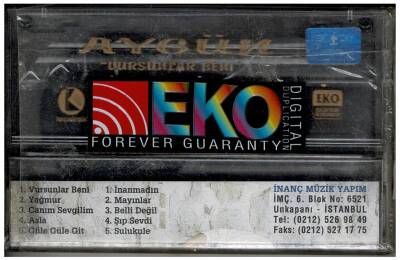 AYGÜN
VURSUNLAR BENİ
EKO
EKO
DIGITAL
DUPLICATION
FOREVER GUARANTY
1. Vursunlar Beni
2. Yağmur
3. Canım Sevgilim
4. Asla
5. Güle Güle Git
1. İnanmadın
2. Mayınlar
3. Belli Değil
4. Şıp Sevdi
5. Sulukule
İNANÇ MÜZİK YAPIM
İMÇ. 6. Blok No: 6521
Unkapanı - İSTANBUL
Tel: (0212) 526 98 49
Faks: (0212) 527 17 75